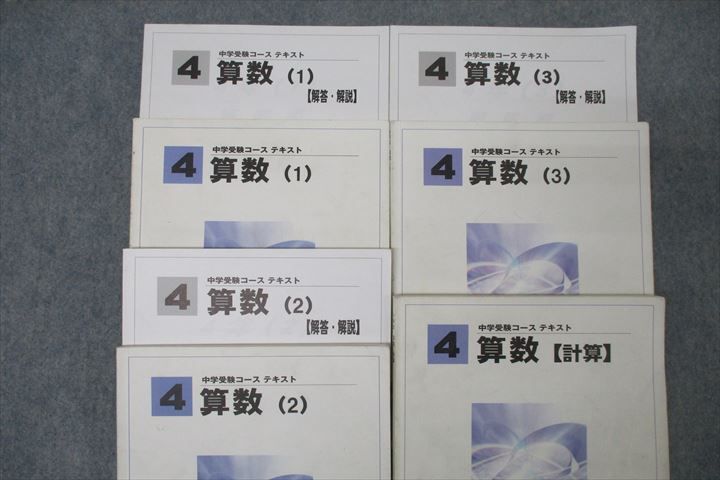 中学受験コース テキスト
4 算数（1）
【解答・解説】
中学受験コース テキスト
4 算数（1）
中学受験コース テキスト
4 算数（2）
【解答・解説】
中学受験コース テキスト
4 算数（2）
中学受験コース テキスト
4 算数（3）
【解答・解説】
中学受験コース テキスト
4 算数（3）
中学受験コース テキスト
4 算数【計算】